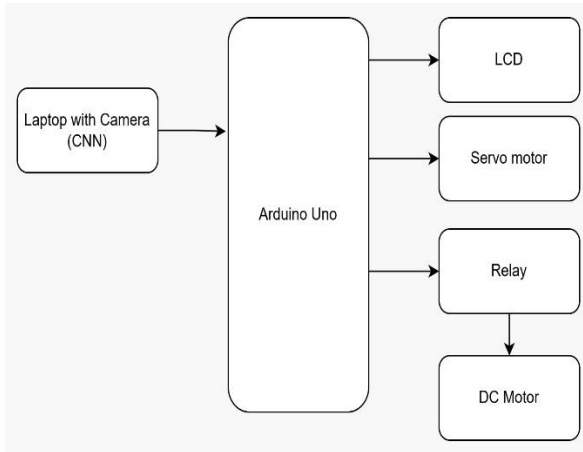 Laptop with Camera
(CNN)
Arduino Uno
LCD
Servo motor
Relay
DC Motor